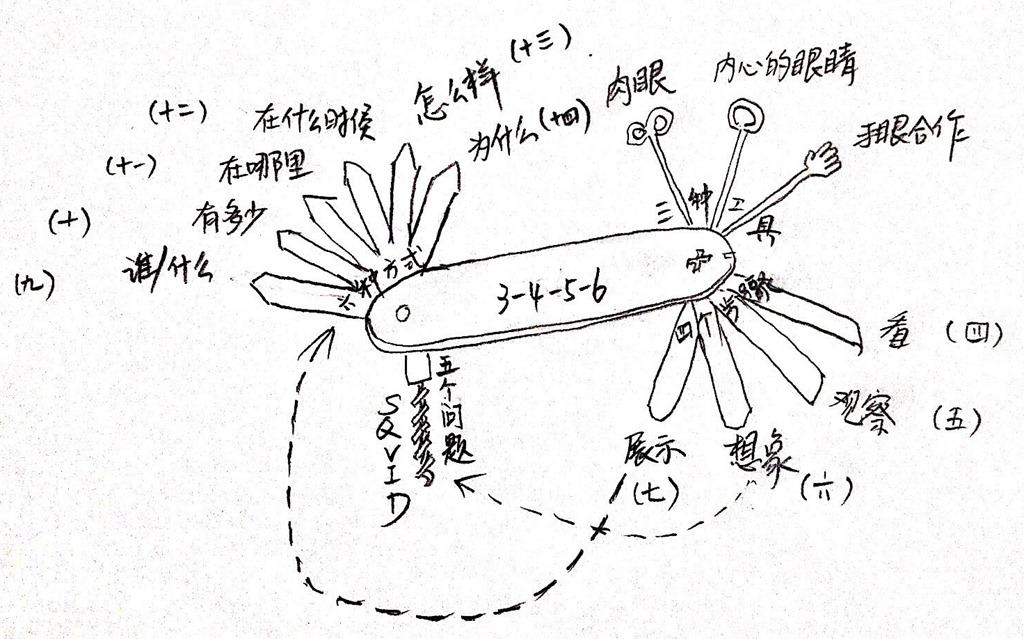 怎么样 (十三)
(十二) 在什么时候
为什么 (十四)
(十一) 在哪里
(十) 有多少
(九) 谁/什么
六种方式
肉眼
内心的眼睛
手眼合作
三种工具
3-4-5-6
四个步骤
看 (四)
观察 (五)
想象 (六)
展示 (七)
五个问题
SQVID